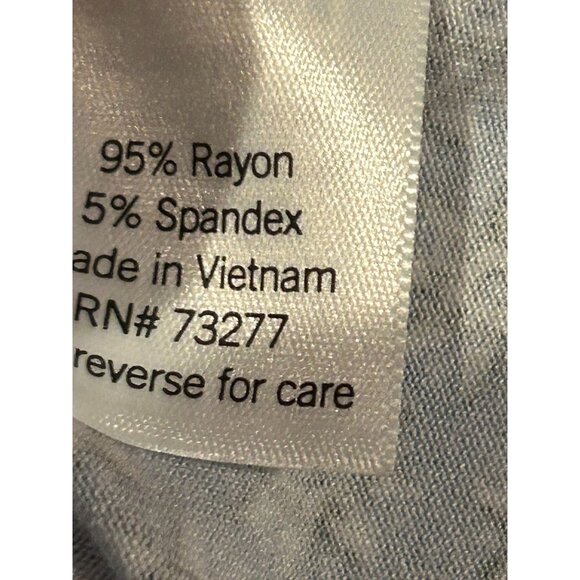 95% Rayon
5% Spandex
ade in Vietnam
RN# 73277
reverse for care